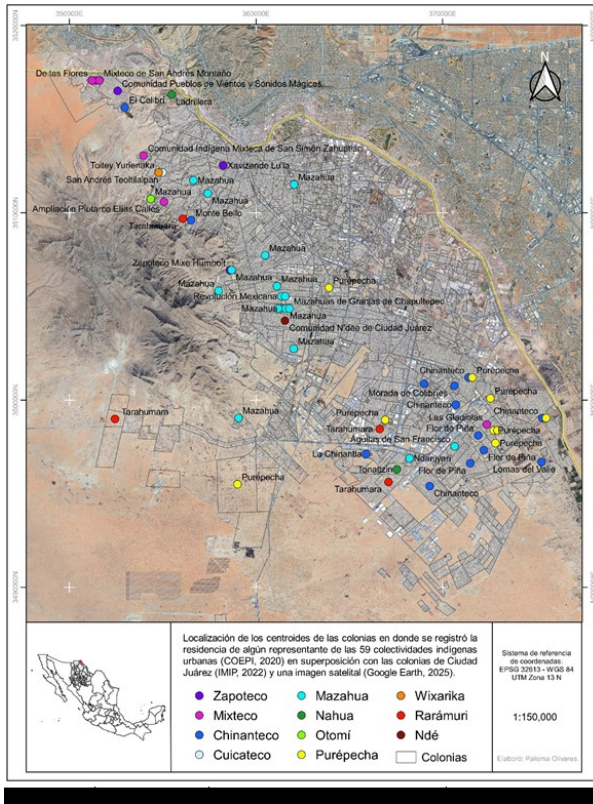 350000E
360000E
370000E
3520000N
3520000N
De las Flores
Mixteco de San Andrés Montaño
Comunidad Pueblos de Vientos y Sonidos Mágicos
El Colibrí
Ladrillera
Comunidad Indígena Mixteca de San Simón Zahuatlán
Toitey Yurienaka
Xavizende Lu'la
San Andrés Teotilalpan
Mazahua
Mazahua
Mazahua
Mazahua
Ampliación Plutarco Elías Calles
Monte Bello
Tarahumara
Mazahua
Zapoteco Mixe Humbolt
Mazahua
Mazahua
Mazahua
Purépecha
Revolución Mexicana
Mazahuas de Granjas de Chapultepec
Mazahua
Mazahua
Comunidad N'dee de Ciudad Juárez
Mazahua
Chinanteco
Purépecha
Morada de Colibríes
Purépecha
Chinanteco
Chinanteco
Tarahumara
Mazahua
Purépecha
Las Gladiolas
Tarahumara
Flor de Piña
Purépecha
Águilas de San Francisco
Purépecha
La Chinantla
Ndaniyeri
Flor de Piña
Tonatzin
Flor de Piña
Lomas del Valle
Purépecha
Tarahumara
Chinanteco
Localización de los centroides de las colonias en donde se registró la
residencia de algún representante de las 59 colectividades indígenas
urbanas (COEPI, 2020) en superposición con las colonias de Ciudad
Juárez (IMIP, 2022) y una imagen satelital (Google Earth, 2025).
Zapoteco
Mazahua
Wixarika
Mixteco
Nahua
Rarámuri
Chinanteco
Otomí
Ndé
Cuicateco
Purépecha
Colonias
Sistema de referencia
de coordenadas:
EPSG 32613 - WGS 84
UTM Zona 13 N
1:150,000
Elaboró: Paloma Olivares.